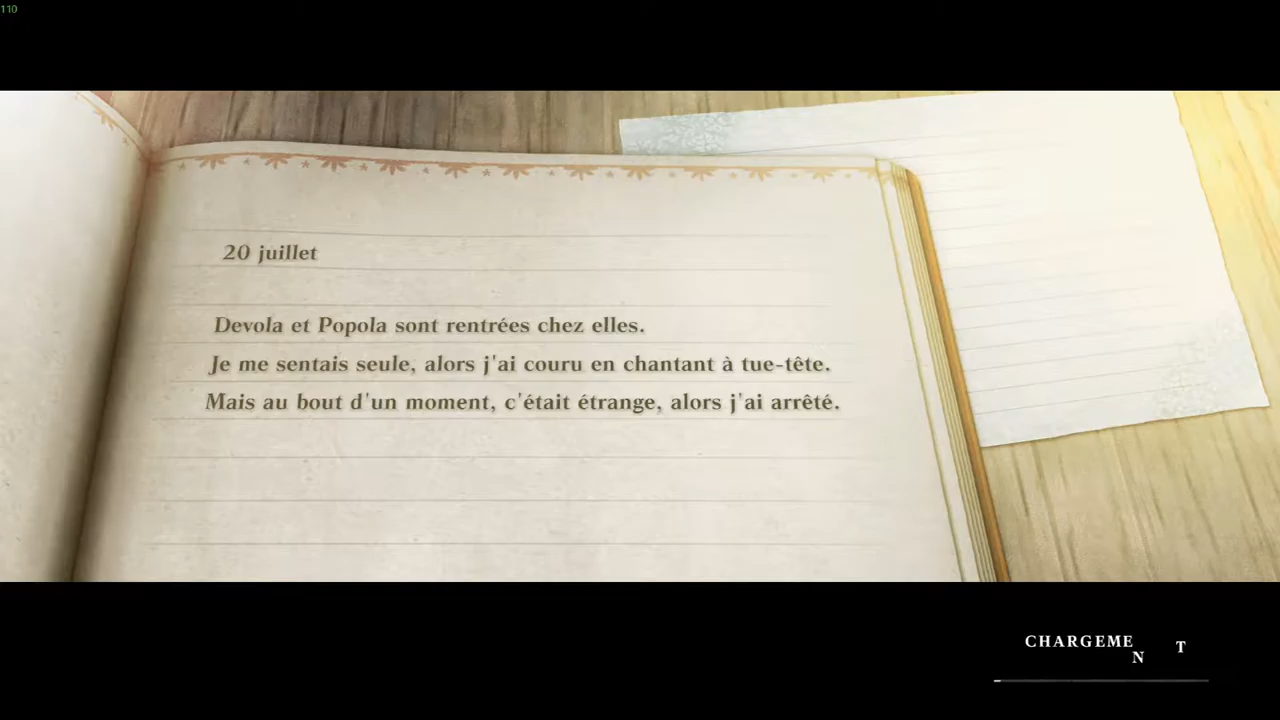 110
20 juillet
Devola et Popola sont rentrées chez elles.
Je me sentais seule, alors j'ai couru en chantant à tue-tête.
Mais au bout d'un moment, c'était étrange, alors j'ai arrêté.
CHARGEMENT